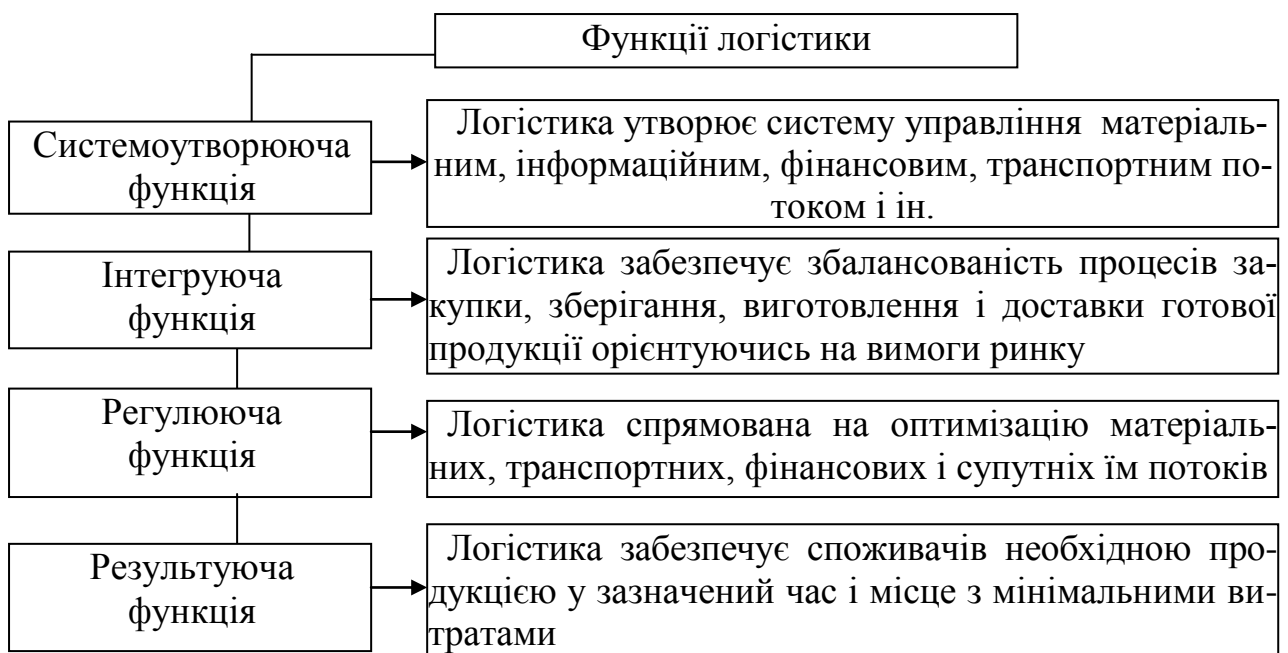 Функції логістики
Системоутворююча
функція
Логістика утворює систему управління матеріаль-
ним, інформаційним, фінансовим, транспортним по-
током і ін.
Інтегруюча
функція
Логістика забезпечує збалансованість процесів за-
купки, зберігання, виготовлення і доставки готової
продукції орієнтуючись на вимоги ринку
Регулююча
функція
Логістика спрямована на оптимізацію матеріаль-
них, транспортних, фінансових і супутніх їм потоків
Результуюча
функція
Логістика забезпечує споживачів необхідною про-
дукцією у зазначений час і місце з мінімальними ви-
тратами